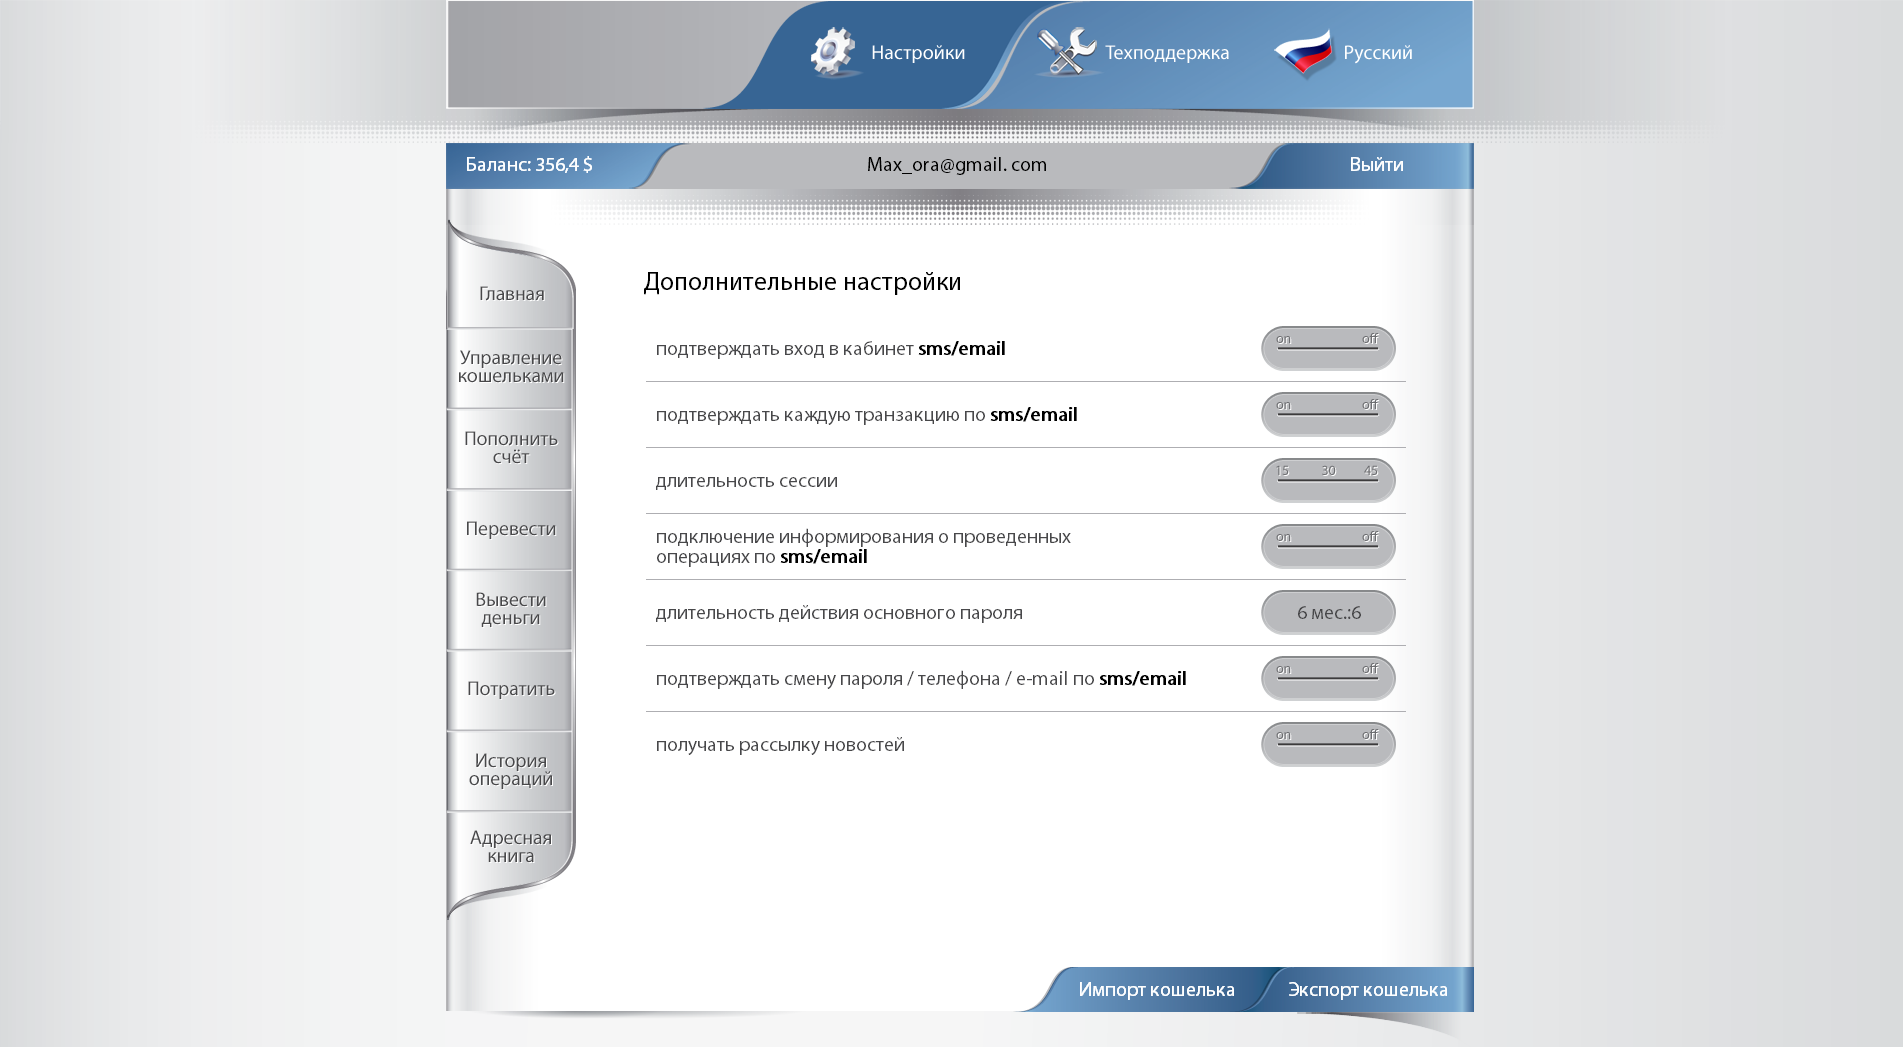 Настройки
Техподдержка
Русский
Баланс: 356,4 $
Max_ora@gmail. com
Выйти
Главная
Управление
кошельками
Пополнить
счёт
Перевести
Вывести
деньги
Потратить
История
операций
Адресная
книга
Дополнительные настройки
подтверждать вход в кабинет sms/email
on off
подтверждать каждую транзакцию по sms/email
on off
длительность сессии
15 30 45
подключение информирования о проведенных
операциях по sms/email
on off
длительность действия основного пароля
6 мес.:6
подтверждать смену пароля / телефона / e-mail по sms/email
on off
получать рассылку новостей
on off
Импорт кошелька
Экспорт кошелька